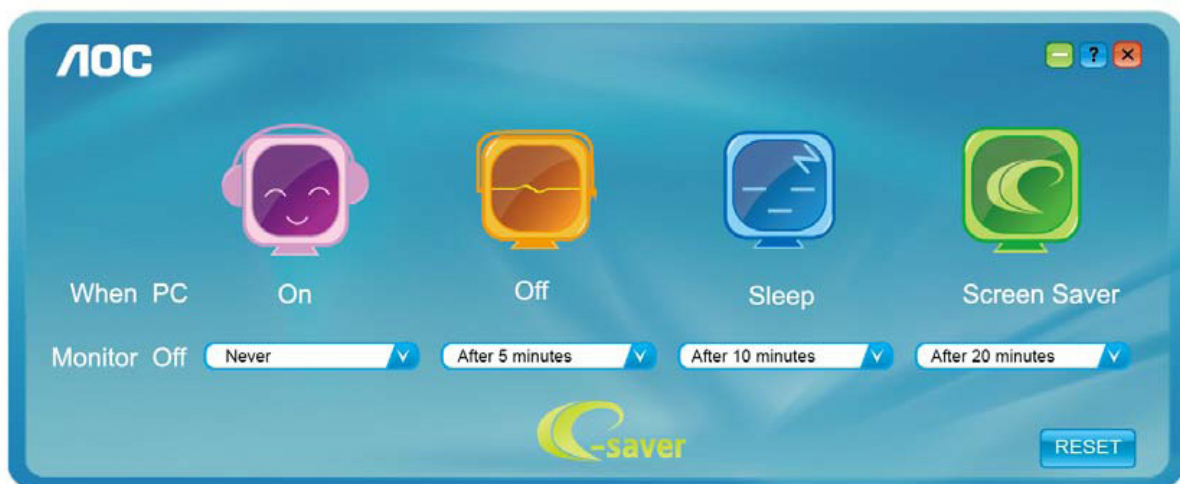 AOC
?
When PC On Off Sleep Screen Saver
Monitor Off Never After 5 minutes After 10 minutes After 20 minutes
e-saver
RESET